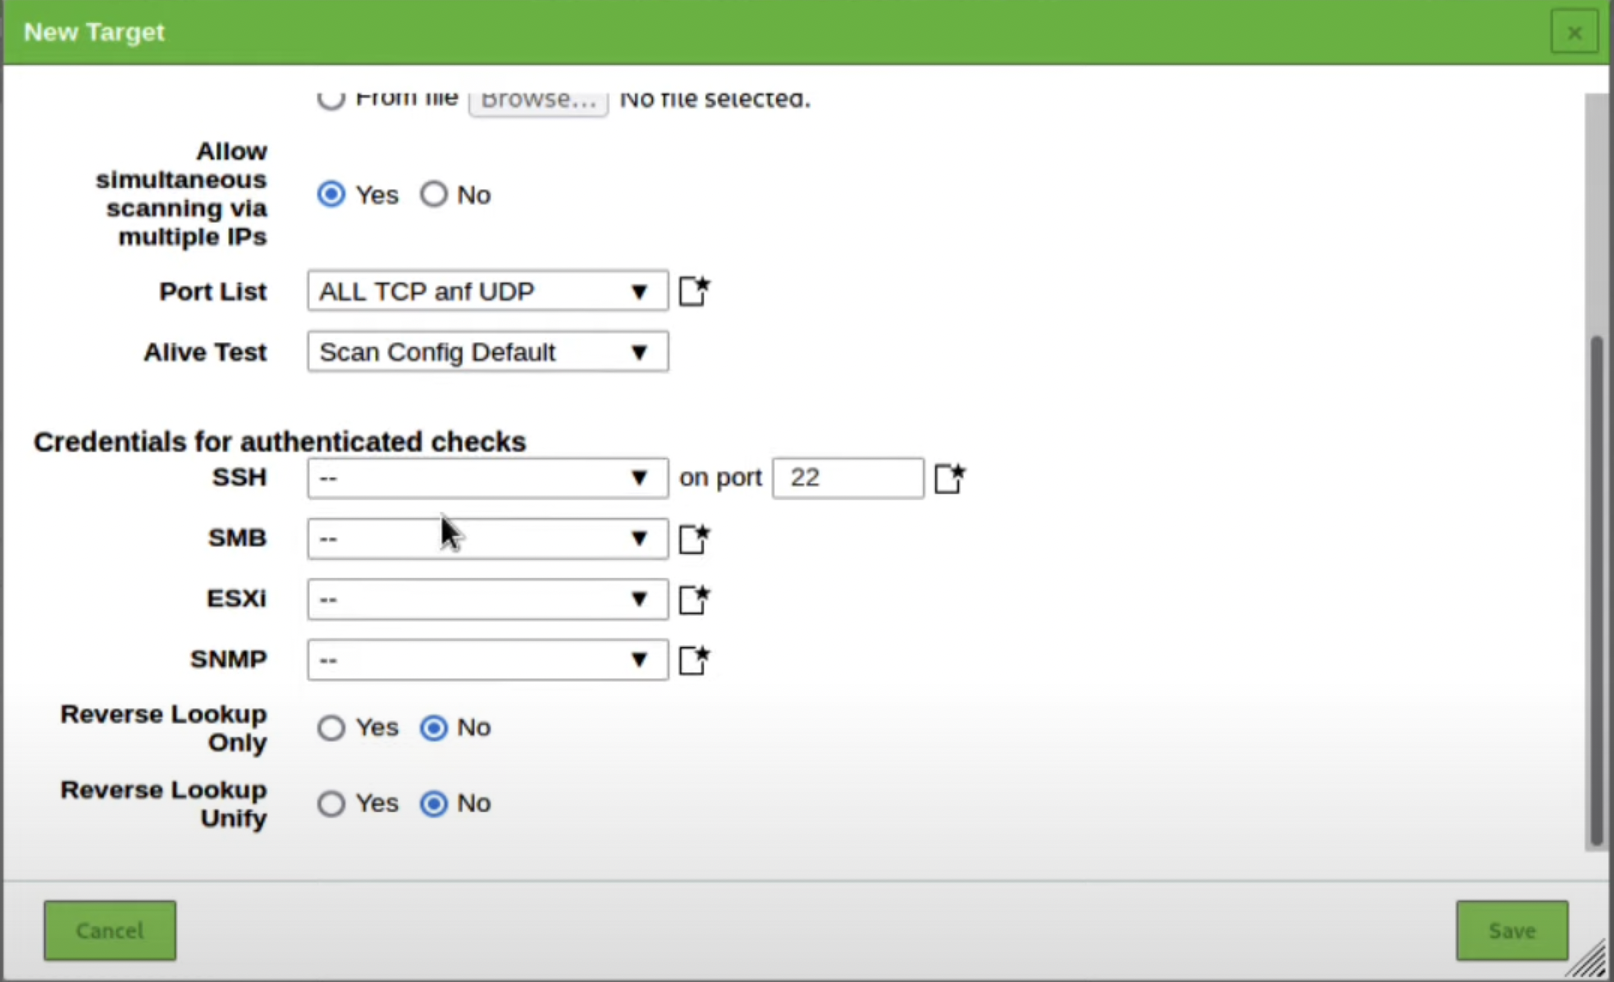 New Target
×
From file Browse... No file selected.
Allow
simultaneous
scanning via
multiple IPs
Yes No
Port List ALL TCP anf UDP
Alive Test Scan Config Default
Credentials for authenticated checks
SSH -- on port 22
SMB --
ESXi --
SNMP --
Reverse Lookup
Only
Yes No
Reverse Lookup
Unify
Yes No
Cancel Save